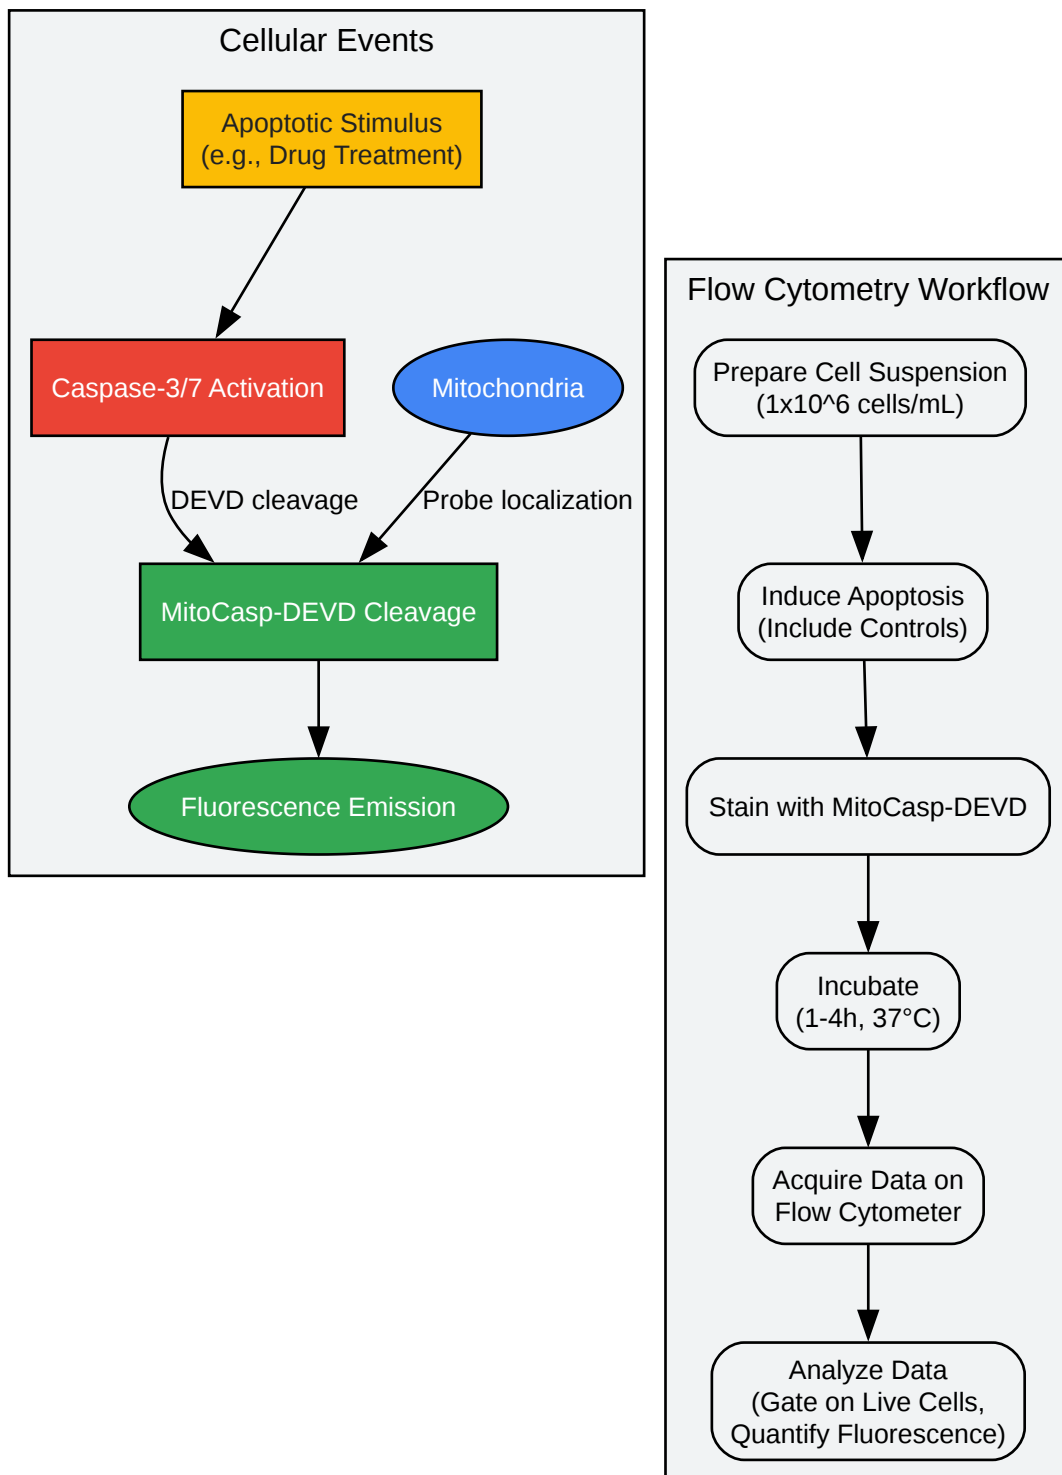 Cellular Events
Apoptotic Stimulus
(e.g., Drug Treatment)
Caspase-3/7 Activation
Mitochondria
DEVD cleavage
Probe localization
MitoCasp-DEVD Cleavage
Fluorescence Emission
Flow Cytometry Workflow
Prepare Cell Suspension
(1x10^6 cells/mL)
Induce Apoptosis
(Include Controls)
Stain with MitoCasp-DEVD
Incubate
(1-4h, 37°C)
Acquire Data on
Flow Cytometer
Analyze Data
(Gate on Live Cells,
Quantify Fluorescence)